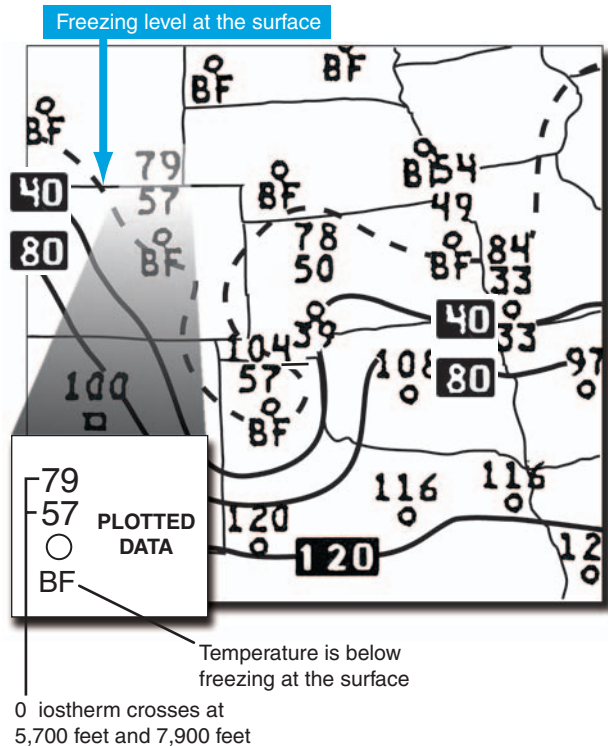 Freezing level at the surface
BF
BF
BF
79
57
BF
BF
BF
54
49
40
80
78
50
BF
84
33
39
40
33
104
57
BF
108
80
97
100
116
116
120
120
12
79
57
BF
PLOTTED
DATA
Temperature is below
freezing at the surface
0 iostherm crosses at
5,700 feet and 7,900 feet